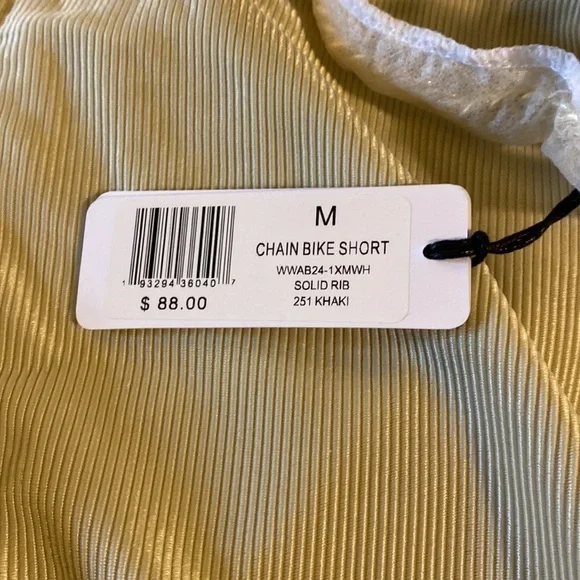 M
CHAIN BIKE SHORT
WWAB24-1XMWH
SOLID RIB
251 KHAKI
1 93294 36040 7
$ 88.00